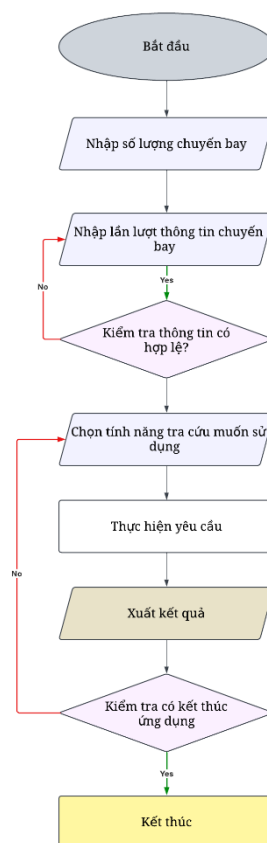 Bắt đầu
Nhập số lượng chuyến bay
Nhập lần lượt thông tin chuyến
bay
Yes
No
Kiểm tra thông tin có
hợp lệ?
Chọn tính năng tra cứu muốn sử
dụng
Thực hiện yêu cầu
No
Xuất kết quả
Kiểm tra có kết thúc
ứng dụng
Yes
Kết thúc